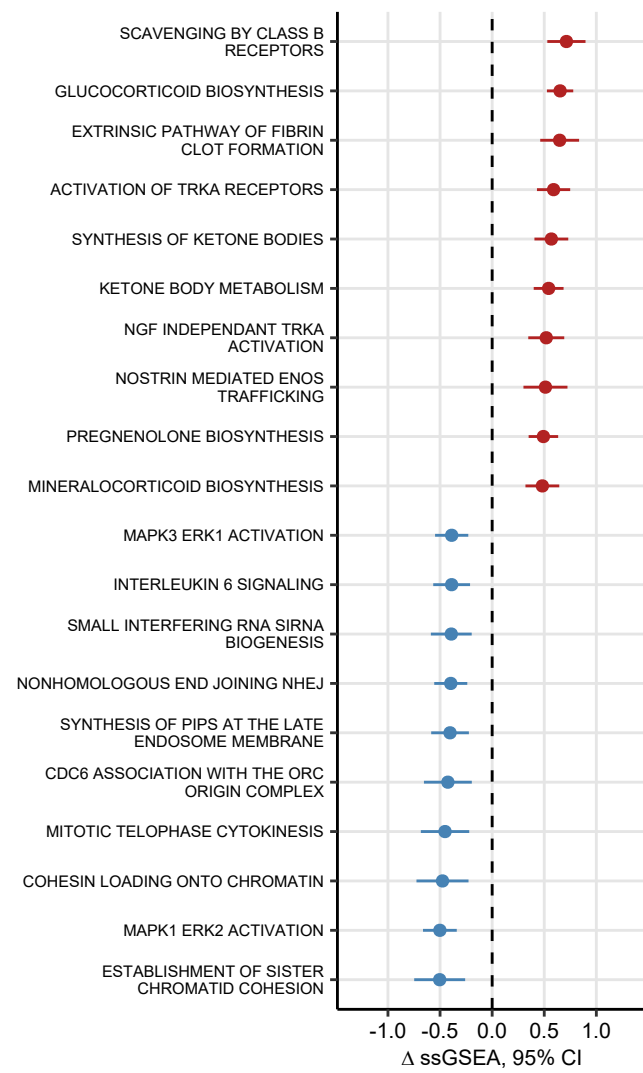 SCAVENGING BY CLASS B
RECEPTORS
GLUCOCORTICOID BIOSYNTHESIS
EXTRINSIC PATHWAY OF FIBRIN
CLOT FORMATION
ACTIVATION OF TRKA RECEPTORS
SYNTHESIS OF KETONE BODIES
KETONE BODY METABOLISM
NGF INDEPENDANT TRKA
ACTIVATION
NOSTRIN MEDIATED ENOS
TRAFFICKING
PREGNENOLONE BIOSYNTHESIS
MINERALOCORTICOID BIOSYNTHESIS
MAPK3 ERK1 ACTIVATION
INTERLEUKIN 6 SIGNALING
SMALL INTERFERING RNA SIRNA
BIOGENESIS
NONHOMOLOGOUS END JOINING NHEJ
SYNTHESIS OF PIPS AT THE LATE
ENDOSOME MEMBRANE
CDC6 ASSOCIATION WITH THE ORC
ORIGIN COMPLEX
MITOTIC TELOPHASE CYTOKINESIS
COHESIN LOADING ONTO CHROMATIN
MAPK1 ERK2 ACTIVATION
ESTABLISHMENT OF SISTER
CHROMATID COHESION
-1.0 -0.5 0.0 0.5 1.0
Δ ssGSEA, 95% CI